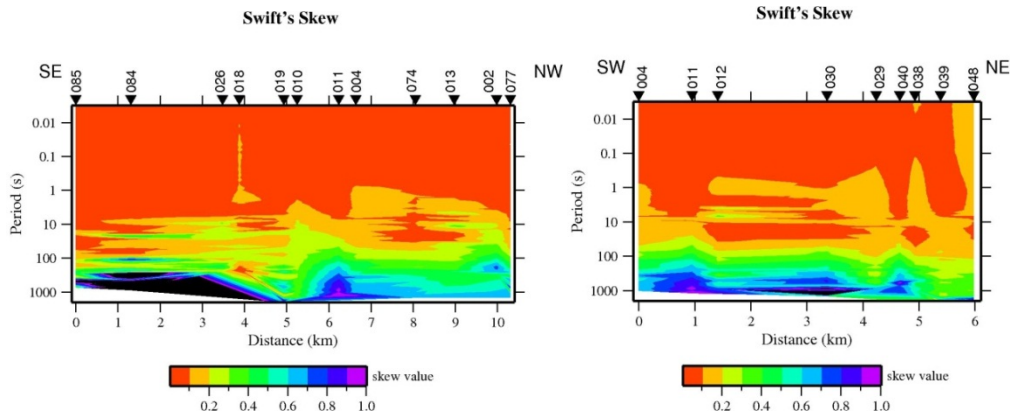 Swift's Skew
SE
085
084
026
018
019
010
011
004
074
013
002
077
NW
Period (s)
0.01
0.1
1
10
100
1000
0 1 2 3 4 5 6 7 8 9 10
Distance (km)
skew value
0.2 0.4 0.6 0.8 1.0
Swift's Skew
SW
004
011
012
030
029
040
038
039
048
NE
Period (s)
0.01
0.1
1
10
100
1000
0 1 2 3 4 5 6
Distance (km)
skew value
0.2 0.4 0.6 0.8 1.0